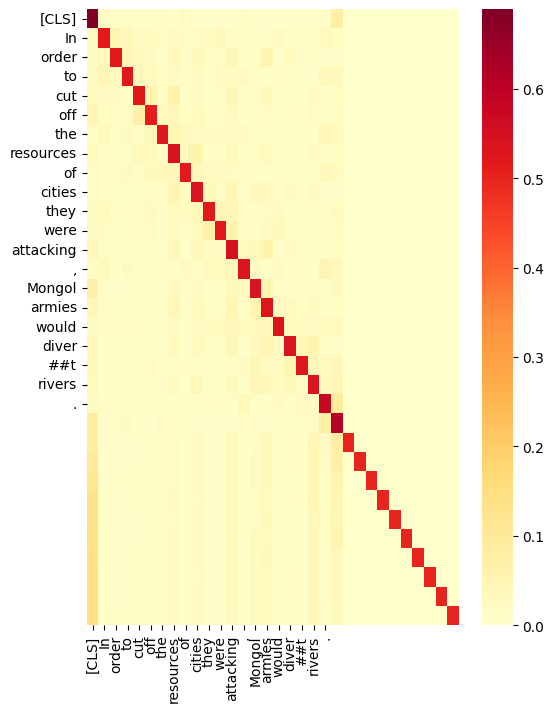 [CLS]
In
order
to
cut
off
the
resources
of
cities
they
were
attacking
,
Mongol
armies
would
diver
##t
rivers
.
0.6
0.5
0.4
0.3
0.2
0.1
0.0
[CLS]
In
order
to
cut
off
the
resources
of
cities
they
were
attacking
,
Mongol
armies
would
diver
##t
rivers
.